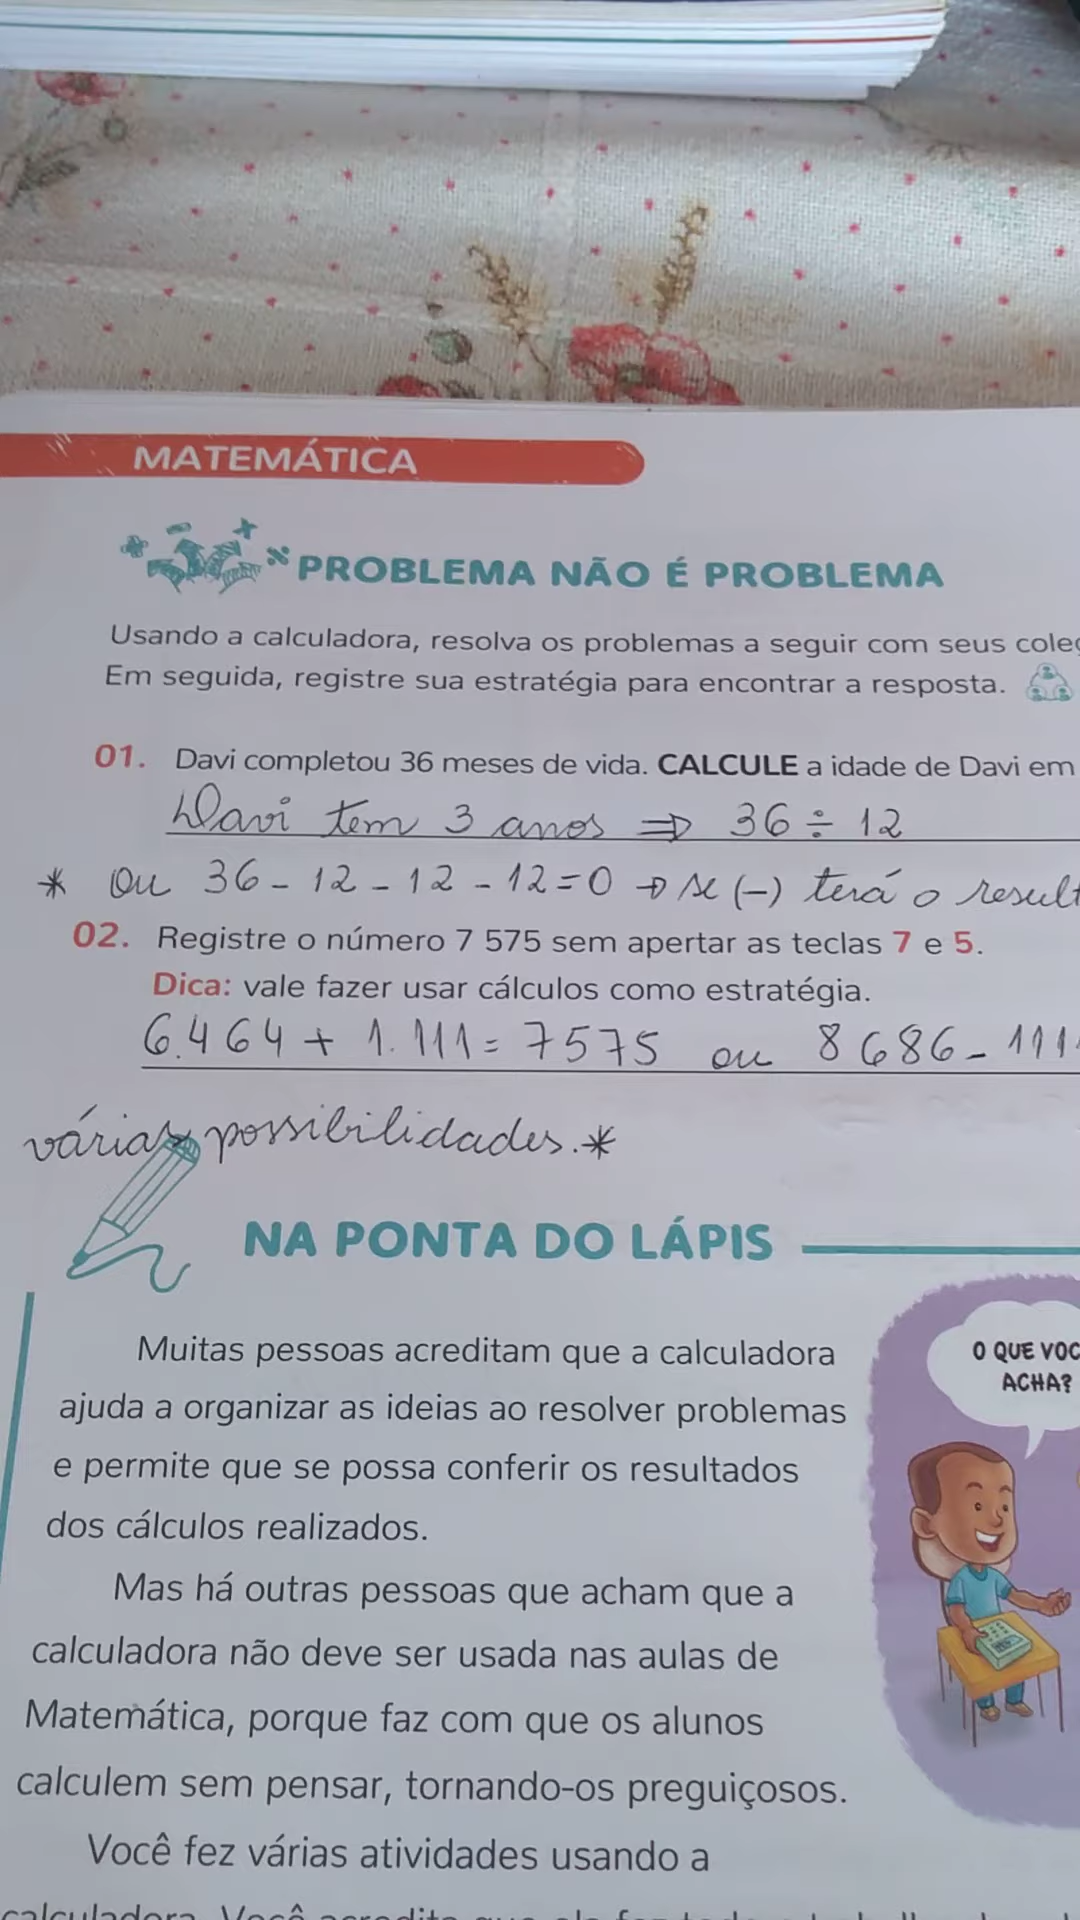 MATEMÁTICA
PROBLEMA NÃO É PROBLEMA
Usando a calculadora, resolva os problemas a seguir com seus
Em seguida, registre sua estratégia para encontrar a resposta.
01. Davi completou 36 meses de vida. CALCULE a idade de Davi em
Davi tem 3 anos ⇒ 36 ÷ 12
* ou 36 - 12 - 12 - 12 = 0 → se (-) terá o
02. Registre o número 7 575 sem apertar as teclas 7 e 5.
Dica: vale fazer usar cálculos como estratégia.
6.464 + 1.111 = 7575 ou 8686 - 111
várias possibilidades.*
NA PONTA DO LÁPIS
Muitas pessoas acreditam que a calculadora
ajuda a organizar as ideias ao resolver problemas
e permite que se possa conferir os resultados
dos cálculos realizados.
Mas há outras pessoas que acham que a
calculadora não deve ser usada nas aulas de
Matemática, porque faz com que os alunos
calculem sem pensar, tornando-os preguiçosos.
Você fez várias atividades usando a
O QUE
ACHA?